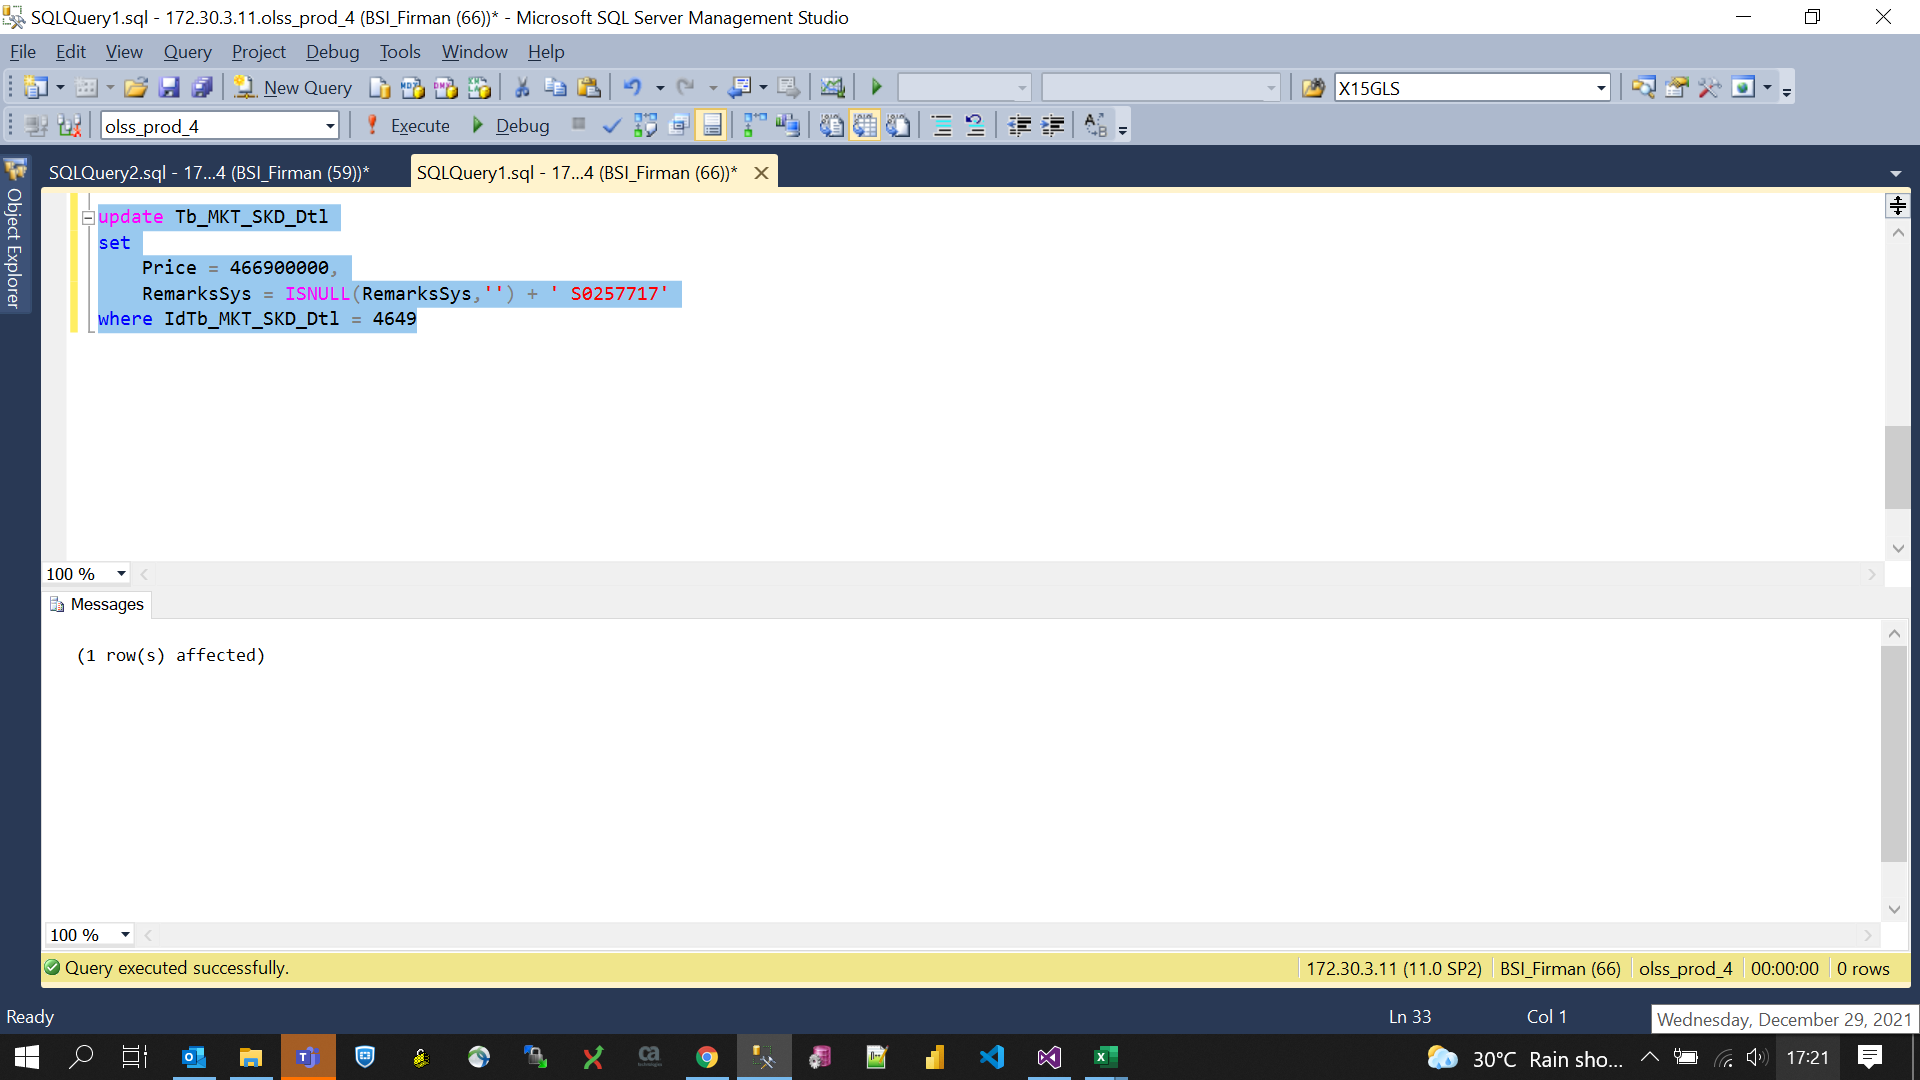 SQLQuery1.sql - 172.30.3.11.olss_prod_4 (BSI_Firman (66))* - Microsoft SQL Server Management Studio
File Edit View Query Project Debug Tools Window Help
New Query X15GLS
olss_prod_4 Execute Debug
SQLQuery2.sql - 17...4 (BSI_Firman (59))* SQLQuery1.sql - 17...4 (BSI_Firman (66))*
Object Explorer
update Tb_MKT_SKD_Dtl
set
Price = 466900000,
RemarksSys = ISNULL(RemarksSys,'') + ' S0257717'
where IdTb_MKT_SKD_Dtl = 4649
100 %
Messages
(1 row(s) affected)
100 %
Query executed successfully. 172.30.3.11 (11.0 SP2) BSI_Firman (66) olss_prod_4 00:00:00 0 rows
Ready Ln 33 Col 1 Wednesday, December 29, 2021
30°C Rain sho... 17:21